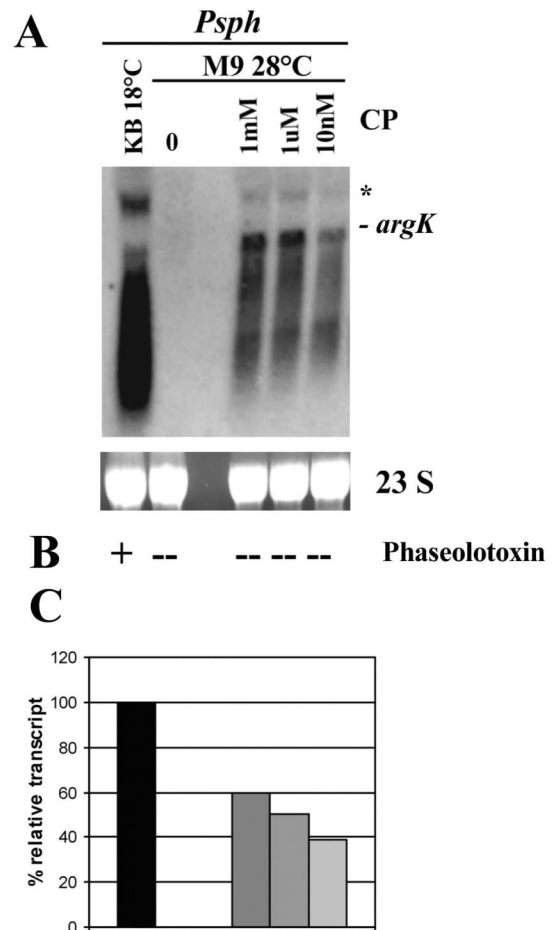 A
Psph
M9 28°C
KB 18°C
0
1mM
1uM
10nM
CP
*
- argK
23 S
B
+ -- -- -- -- Phaseolotoxin
C
120
100
80
60
40
20
0
% relative transcript